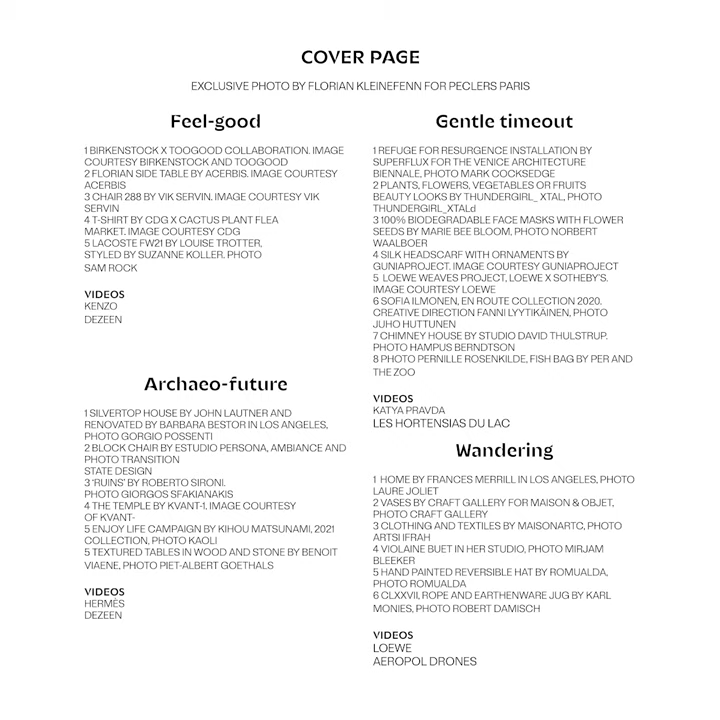 COVER PAGE
EXCLUSIVE PHOTO BY FLORIAN KLEINEFENN FOR PECLERS PARIS
Feel-good
1 BIRKENSTOCK X TOOGOOD COLLABORATION. IMAGE
COURTESY BIRKENSTOCK AND TOOGOOD
2 FLORIAN SIDE TABLE BY ACERBIS. IMAGE COURTESY
ACERBIS
3 CHAIR 288 BY VIK SERVIN. IMAGE COURTESY VIK
SERVIN
4 T-SHIRT BY CDG X CACTUS PLANT FLEA
MARKET. IMAGE COURTESY CDG
5 LACOSTE FW21 BY LOUISE TROTTER,
STYLED BY SUZANNE KOLLER. PHOTO
SAM ROCK
VIDEOS
KENZO
DEZEEN
Archaeo-future
1 SILVERTOP HOUSE BY JOHN LAUTNER AND
RENOVATED BY BARBARA BESTOR IN LOS ANGELES,
PHOTO GORGIO POSSENTI
2 BLOCK CHAIR BY ESTUDIO PERSONA, AMBIANCE AND
PHOTO TRANSITION
STATE DESIGN
3 'RUINS' BY ROBERTO SIRONI.
PHOTO GIORGOS SFAKIANAKIS
4 THE TEMPLE BY KVANT-1. IMAGE COURTESY
OF KVANT-
5 ENJOY LIFE CAMPAIGN BY KIHOU MATSUNAMI, 2021
COLLECTION, PHOTO KAOLI
5 TEXTURED TABLES IN WOOD AND STONE BY BENOIT
VIAENE, PHOTO PIET-ALBERT GOETHALS
VIDEOS
HERMÈS
DEZEEN
Gentle timeout
1 REFUGE FOR RESURGENCE INSTALLATION BY
SUPERFLUX FOR THE VENICE ARCHITECTURE
BIENNALE, PHOTO MARK COCKSEDGE
2 PLANTS, FLOWERS, VEGETABLES OR FRUITS
BEAUTY LOOKS BY THUNDERGIRL_ XTAL, PHOTO
THUNDERGIRL_XTALd
3 100% BIODEGRADABLE FACE MASKS WITH FLOWER
SEEDS BY MARIE BEE BLOOM, PHOTO NORBERT
WAALBOER
4 SILK HEADSCARF WITH ORNAMENTS BY
GUNIAPROJECT. IMAGE COURTESY GUNIAPROJECT
5 LOEWE WEAVES PROJECT, LOEWE X SOTHEBY'S.
IMAGE COURTESY LOEWE
6 SOFIA ILMONEN, EN ROUTE COLLECTION 2020.
CREATIVE DIRECTION FANNI LYYTIKÄINEN, PHOTO
JUHO HUTTUNEN
7 CHIMNEY HOUSE BY STUDIO DAVID THULSTRUP.
PHOTO HAMPUS BERNDTSON
8 PHOTO PERNILLE ROSENKILDE, FISH BAG BY PER AND
THE ZOO
VIDEOS
KATYA PRAVDA
LES HORTENSIAS DU LAC
Wandering
1 HOME BY FRANCES MERRILL IN LOS ANGELES, PHOTO
LAURE JOLIET
2 VASES BY CRAFT GALLERY FOR MAISON & OBJET,
PHOTO CRAFT GALLERY
3 CLOTHING AND TEXTILES BY MAISONARTC, PHOTO
ARTSI IFRAH
4 VIOLAINE BUET IN HER STUDIO, PHOTO MIRJAM
BLEEKER
5 HAND PAINTED REVERSIBLE HAT BY ROMUALDA,
PHOTO ROMUALDA
6 CLXXVII, ROPE AND EARTHENWARE JUG BY KARL
MONIES, PHOTO ROBERT DAMISCH
VIDEOS
LOEWE
AEROPOL DRONES